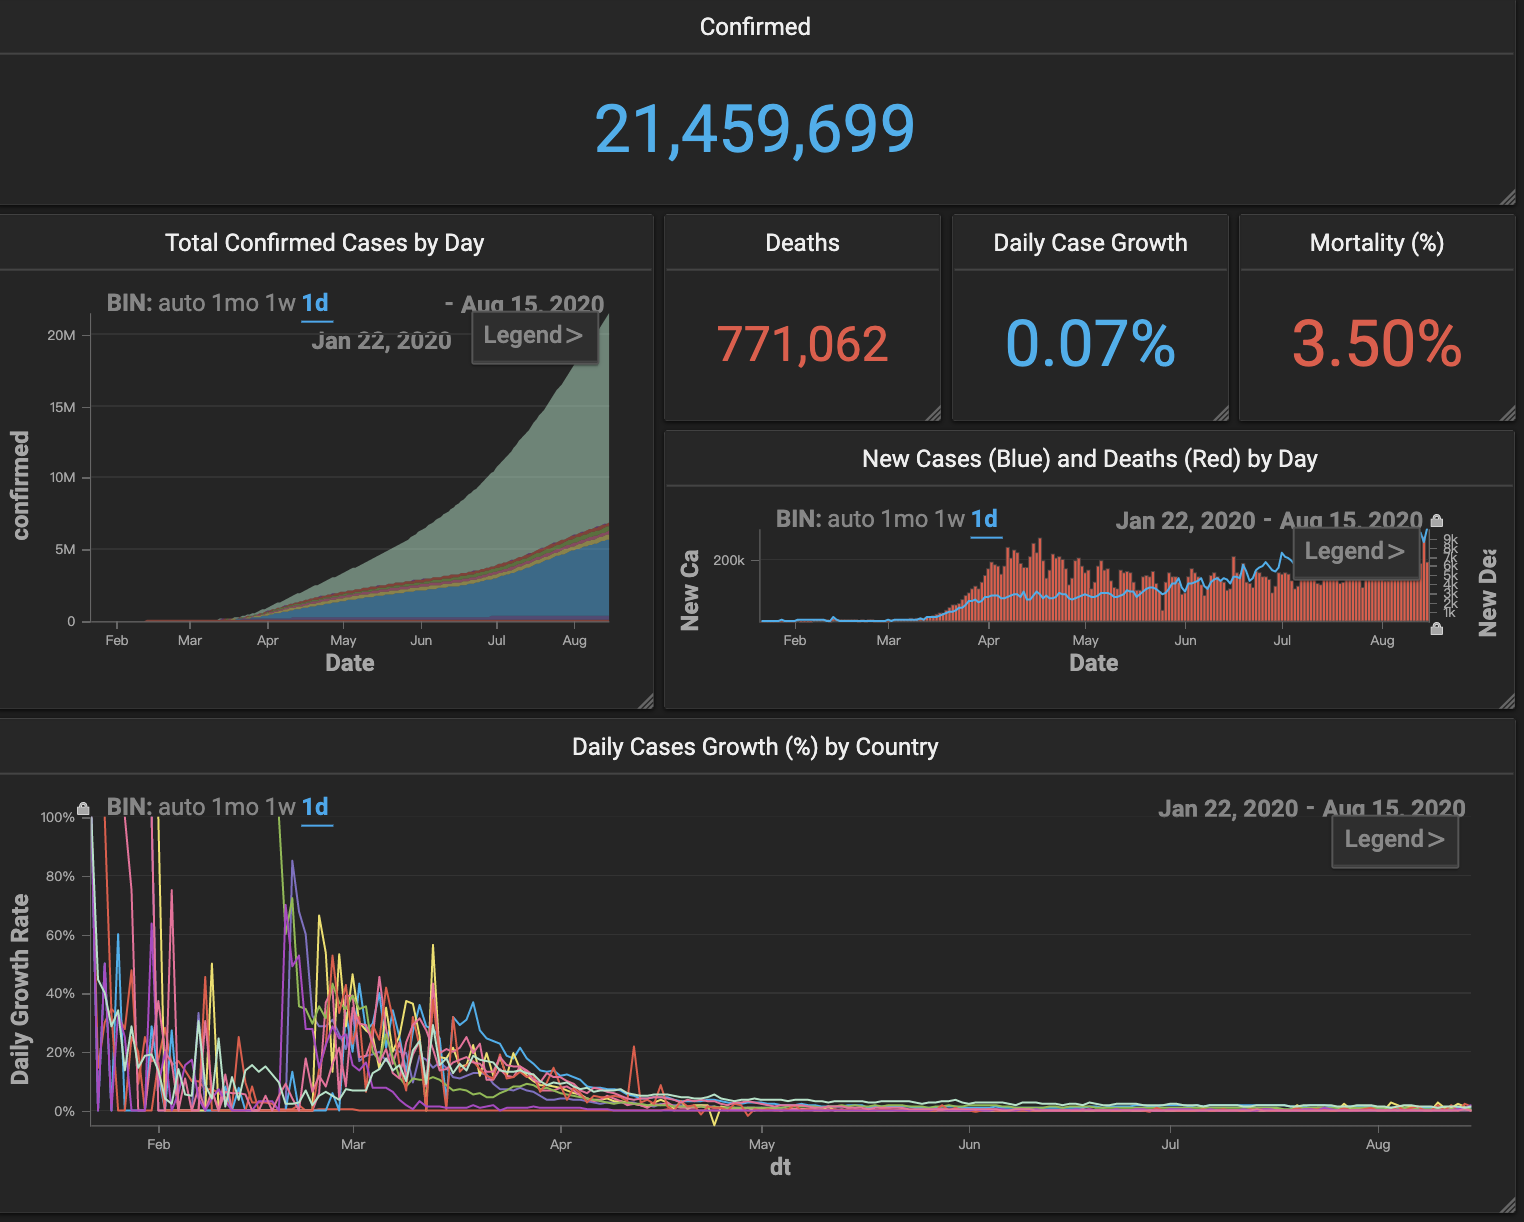 Confirmed
21,459,699
Total Confirmed Cases by Day
BIN: auto 1mo 1w 1d
- Aug 15, 2020
Jan 22, 2020
Legend >
confirmed
20M
15M
10M
5M
0
Feb Mar Apr May Jun Jul Aug
Date
Deaths
771,062
Daily Case Growth
0.07%
Mortality (%)
3.50%
New Cases (Blue) and Deaths (Red) by Day
BIN: auto 1mo 1w 1d
Jan 22, 2020 - Aug 15, 2020
Legend >
New Ca
200k
9k
8k
7k
6k
5k
4k
3k
2k
1k
New Dea
Feb Mar Apr May Jun Jul Aug
Date
Daily Cases Growth (%) by Country
BIN: auto 1mo 1w 1d
Jan 22, 2020 - Aug 15, 2020
Legend >
Daily Growth Rate
100%
80%
60%
40%
20%
0%
Feb Mar Apr May Jun Jul Aug
dt